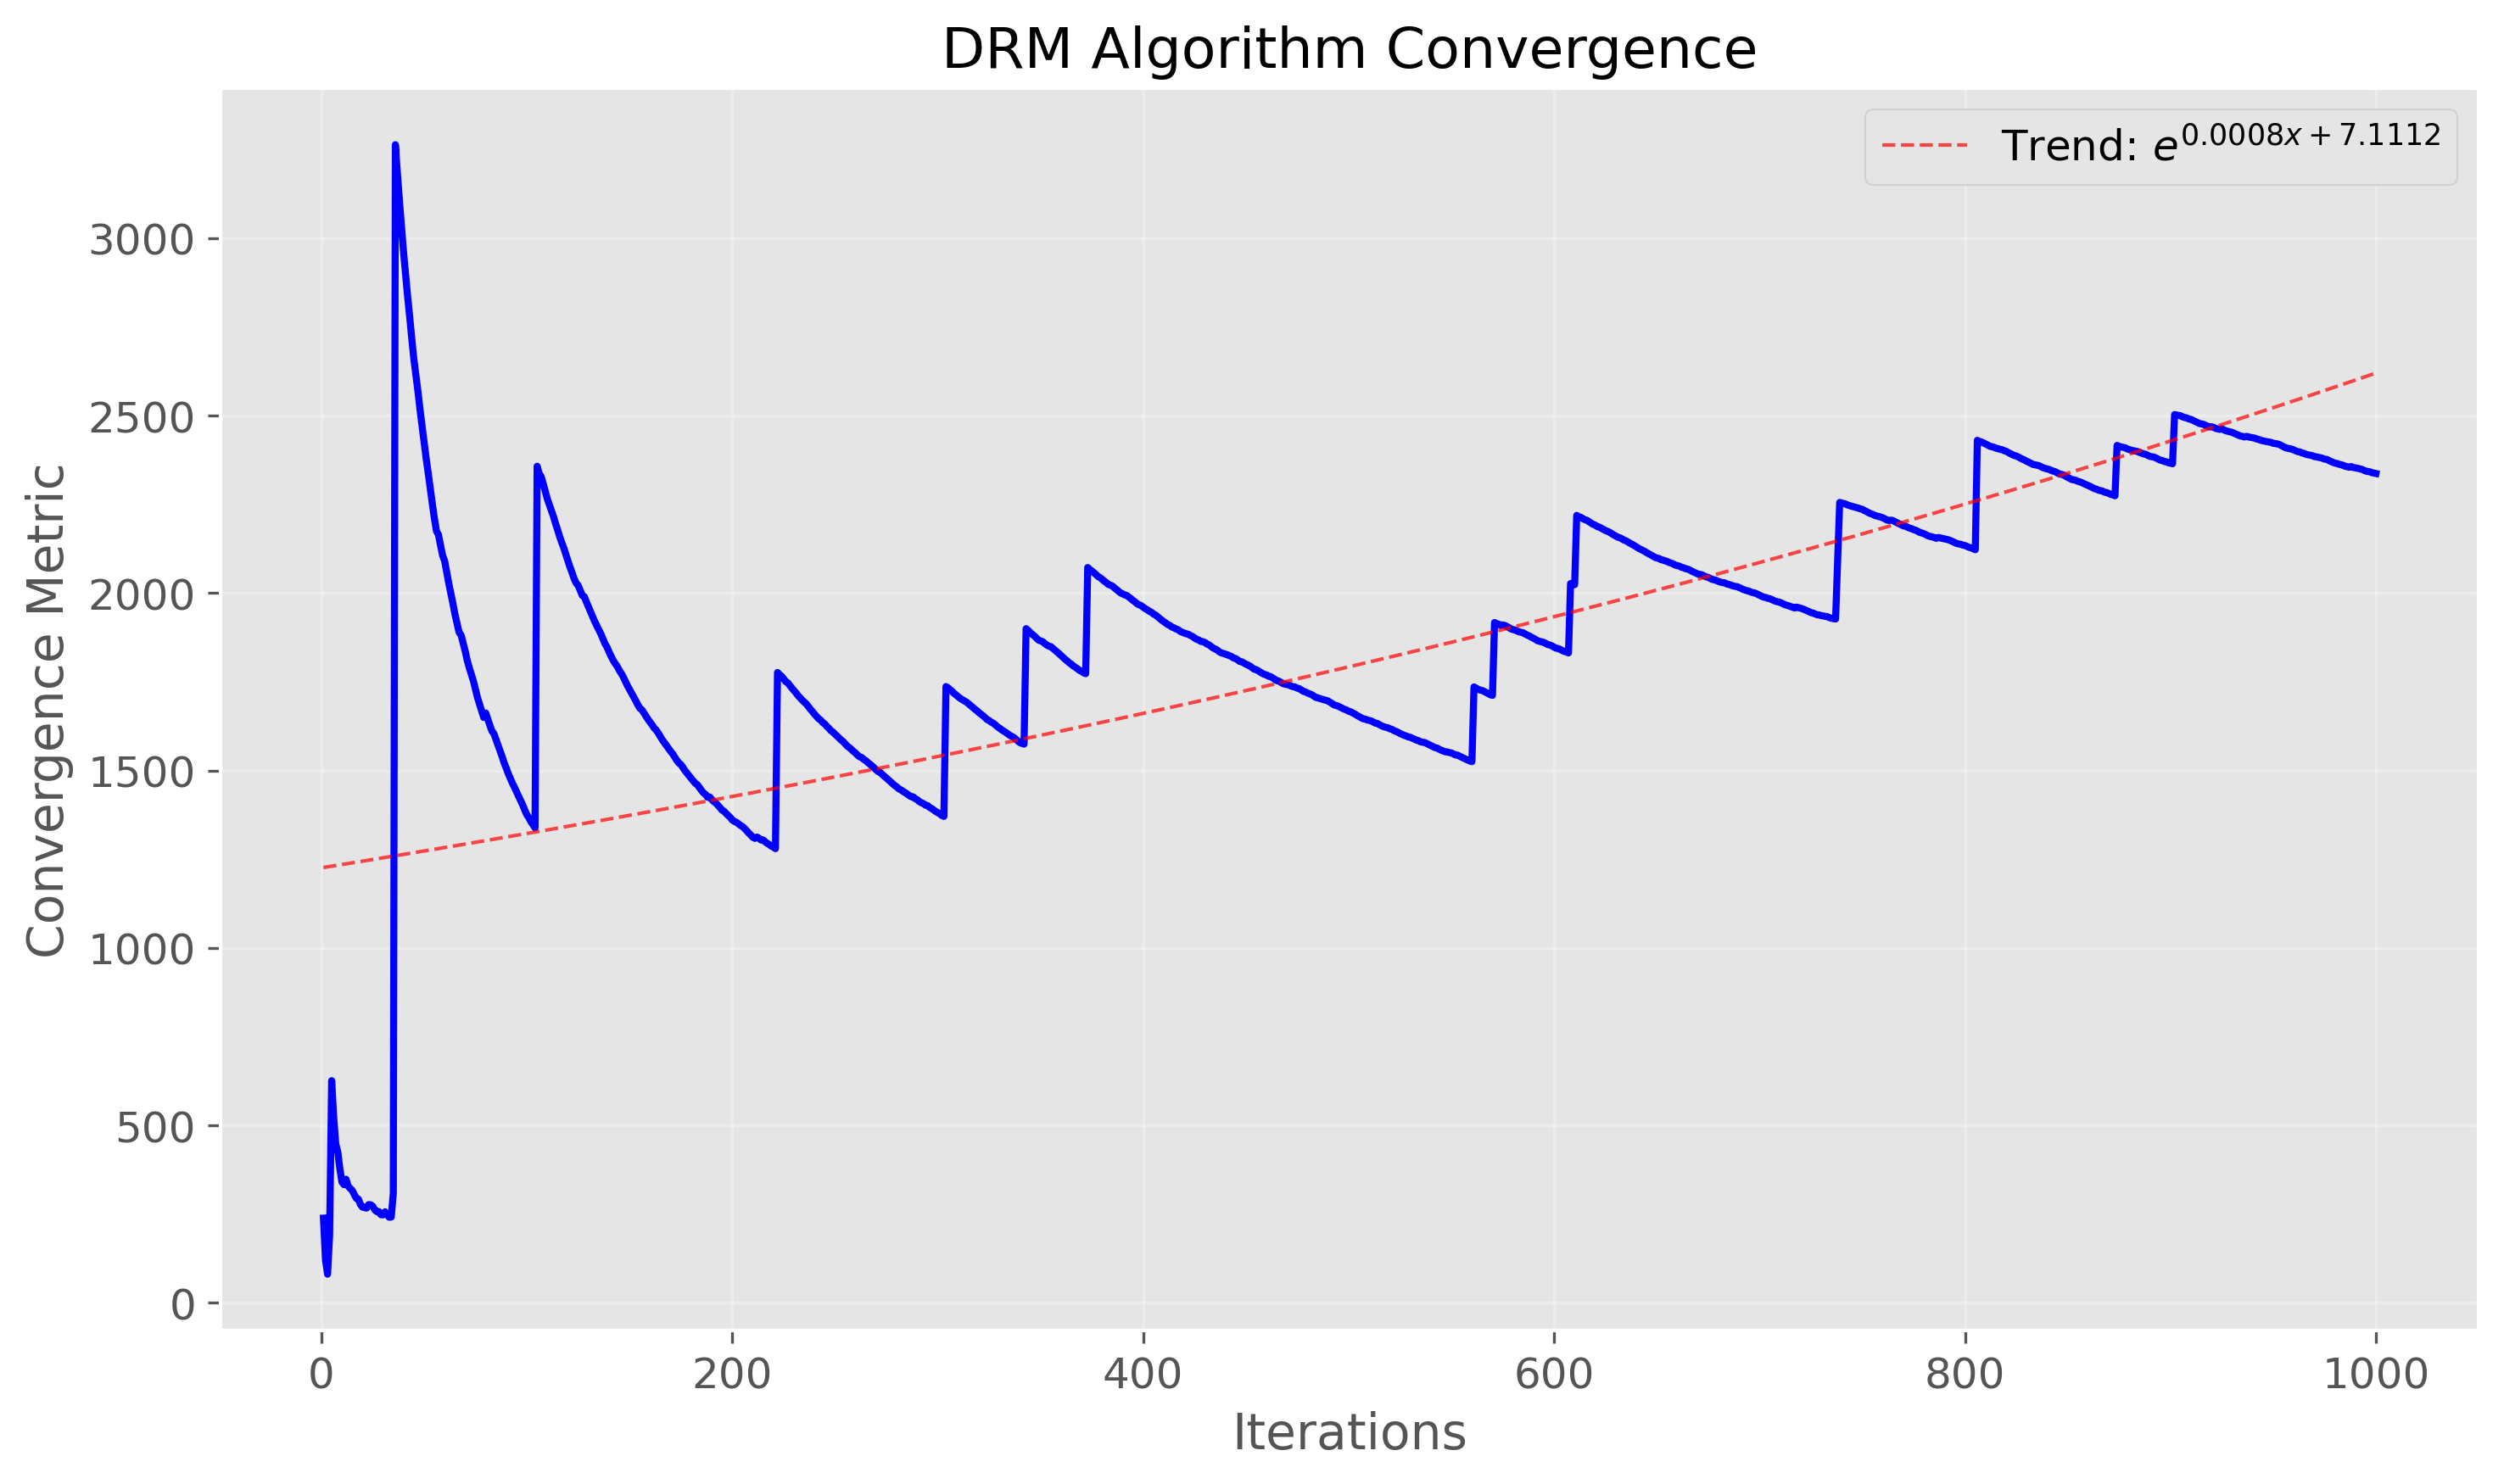 DRM Algorithm Convergence
Trend: e^{0.0008x + 7.1112}
Convergence Metric
3000
2500
2000
1500
1000
500
0
0 200 400 600 800 1000
Iterations